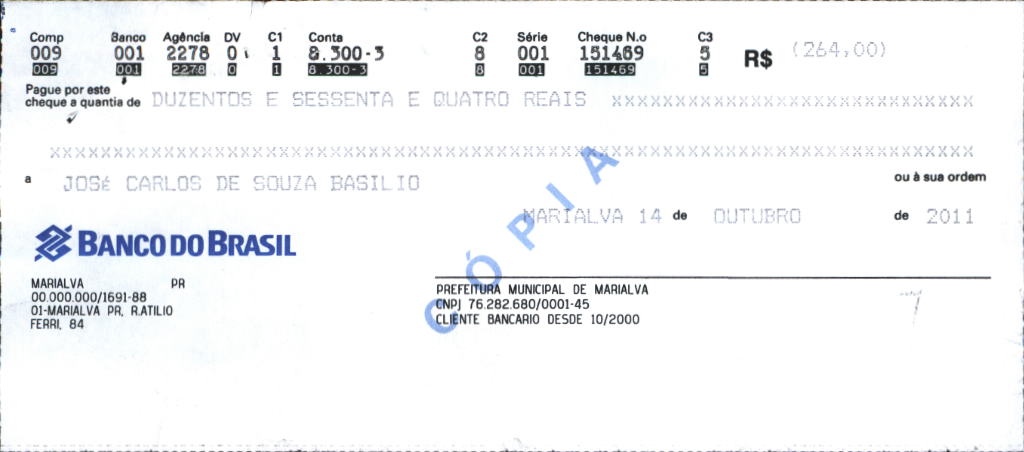 Comp Banco Agência DV C1 Conta C2 Série Cheque N.o C3
009 001 2278 0 1 8.300-3 8 001 151469 5 R$ (264,00)
009 001 2278 0 1 8.300-3 8 001 151469 5
Pague por este
cheque a quantia de DUZENTOS E SESSENTA E QUATRO REAIS xxxxxxxxxxxxxxxxxxxxxxxxxxxxx
xxxxxxxxxxxxxxxxxxxxxxxxxxxxxxxxxxxxxxxxxxxxxxxxxxxxxxxxxxxxxxxxxxxxxxxx
a JOSé CARLOS DE SOUZA BASILIO ou à sua ordem
MARIALVA 14 de OUTUBRO de 2011
CÓPIA
BANCO DO BRASIL
MARIALVA PR
00.000.000/1691-88
01-MARIALVA PR, R.ATILIO
FERRI, 84
PREFEITURA MUNICIPAL DE MARIALVA
CNPJ 76.282.680/0001-45
CLIENTE BANCARIO DESDE 10/2000